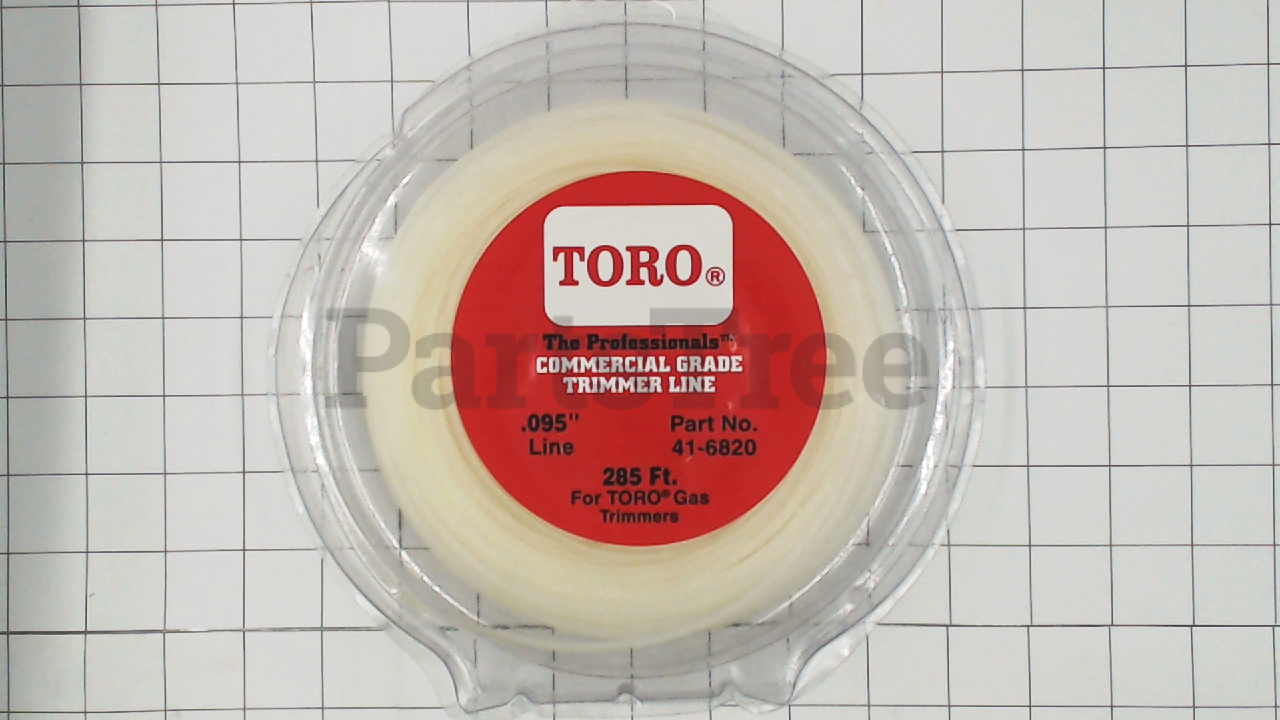 TORO®
The Professionals™
COMMERCIAL GRADE
TRIMMER LINE
.095" Part No.
Line 41-6820
285 Ft.
For TORO® Gas
Trimmers
PartsTree